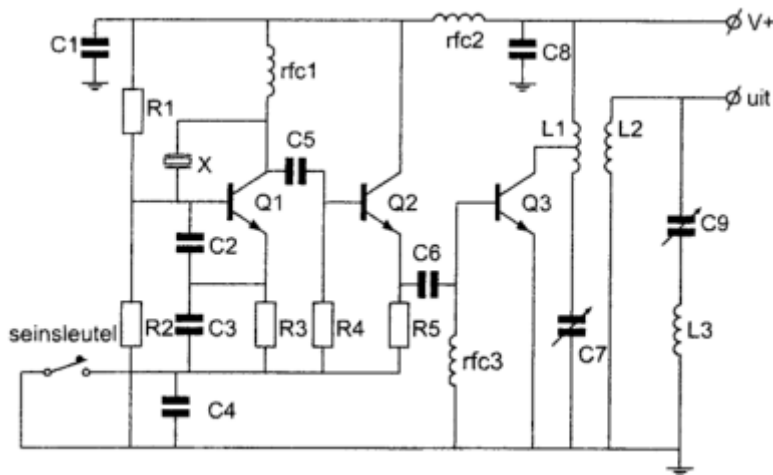 C1
rfc1
rfc2
C8
V+
uit
R1
X
C5
L1
L2
Q1
Q2
Q3
C9
C2
C6
seinsleutel
R2
C3
R3
R4
R5
rfc3
C7
L3
C4